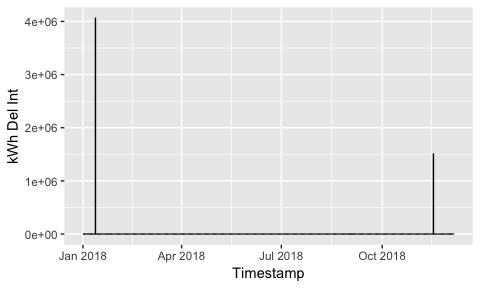 4e+06
3e+06
2e+06
1e+06
0e+00
kWh Del Int
Jan 2018 Apr 2018 Jul 2018 Oct 2018
Timestamp